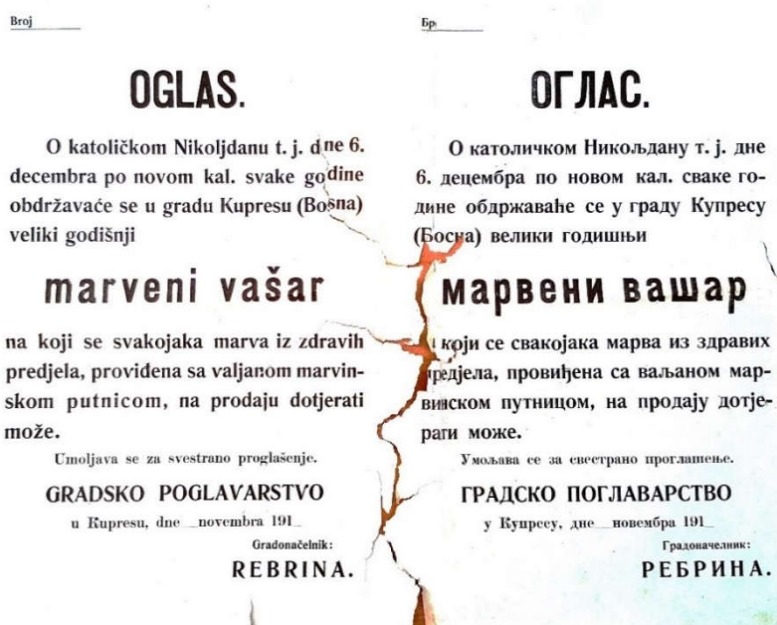 Broj
OGLAS.
O katoličkom Nikoljdanu t. j. dne 6.
decembra po novom kal. svake godine
obdržavaće se u gradu Kupresu (Bosna)
veliki godišnji
marveni vašar
na koji se svakojaka marva iz zdravih
predjela, proviđena sa valjanom marvin-
skom putnicom, na prodaju dotjerati
može.
Umoljava se za svestrano proglašenje.
GRADSKO POGLAVARSTVO
u Kupresu, dne __ novembra 191_
Gradonačelnik:
REBRINA.
Бр.
ОГЛАС.
О католичком Никољдану т. ј. дне
6. децембра по новом кал. сваке го-
дине обдржаваће се у граду Купресу
(Босна) велики годишњи
марвени вашар
који се свакојака марва из здравих
предјела, провиђена са ваљаном мар-
винском путницом, на продају дотје-
рати може.
Умољава се за свестрано проглашење.
ГРАДСКО ПОГЛАВАРСТВО
у Купресу, дне __ новембра 191_
Градоначелник:
РЕБРИНА.